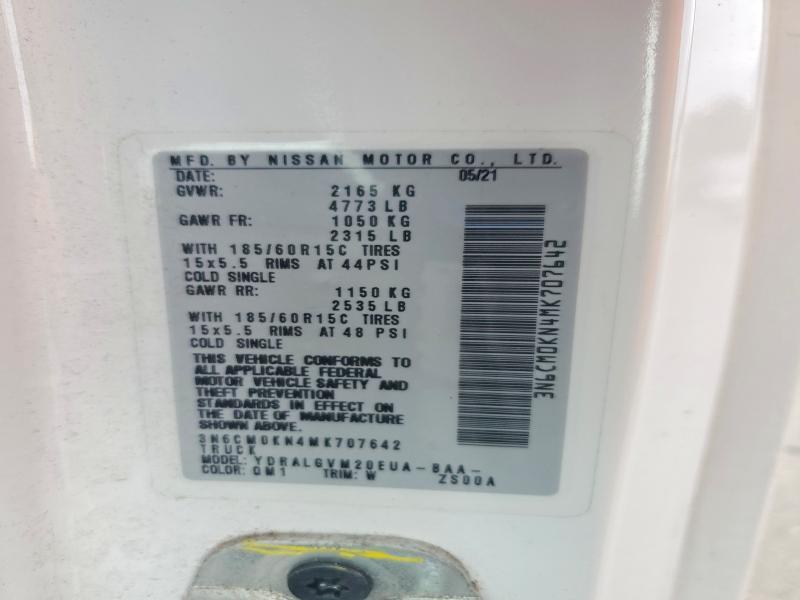 MFD. BY NISSAN MOTOR CO., LTD.
DATE: 05/21
GVWR: 2165 KG
4773 LB
GAWR FR: 1050 KG
2315 LB
WITH 185/60R15C TIRES
15x5.5 RIMS AT 44PSI
COLD SINGLE
GAWR RR: 1150 KG
2535 LB
WITH 185/60R15C TIRES
15x5.5 RIMS AT 48 PSI
COLD SINGLE
THIS VEHICLE CONFORMS TO
ALL APPLICABLE FEDERAL
MOTOR VEHICLE SAFETY AND
THEFT PREVENTION
STANDARDS IN EFFECT ON
THE DATE OF MANUFACTURE
SHOWN ABOVE.
3N6CM0KN4MK707642
TRUCK
MODEL: YDRALGVM20EUA-BAA-
COLOR: QM1 TRIM: W ZS00A
3N6CM0KN4MK707642